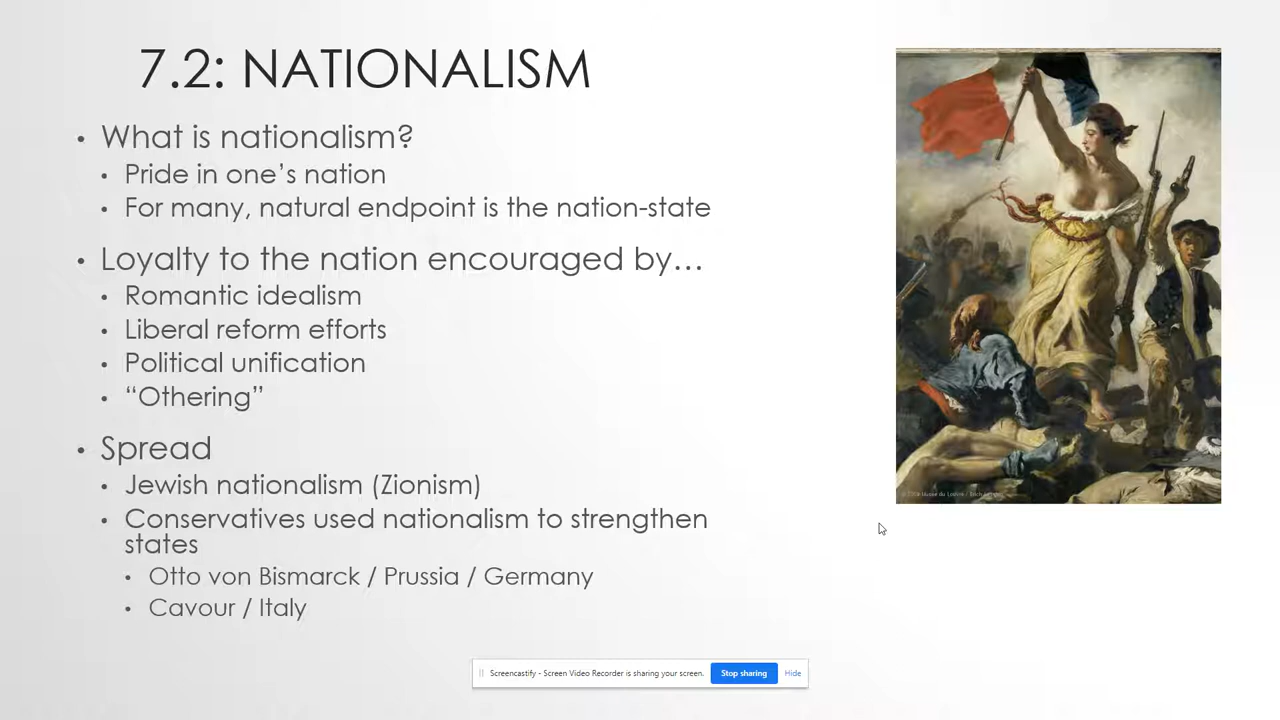 7.2: NATIONALISM
• What is nationalism?
• Pride in one’s nation
• For many, natural endpoint is the nation-state
• Loyalty to the nation encouraged by…
• Romantic idealism
• Liberal reform efforts
• Political unification
• “Othering”
• Spread
• Jewish nationalism (Zionism)
• Conservatives used nationalism to strengthen
states
• Otto von Bismarck / Prussia / Germany
• Cavour / Italy
Screencastify - Screen Video Recorder is sharing your screen. Stop sharing Hide